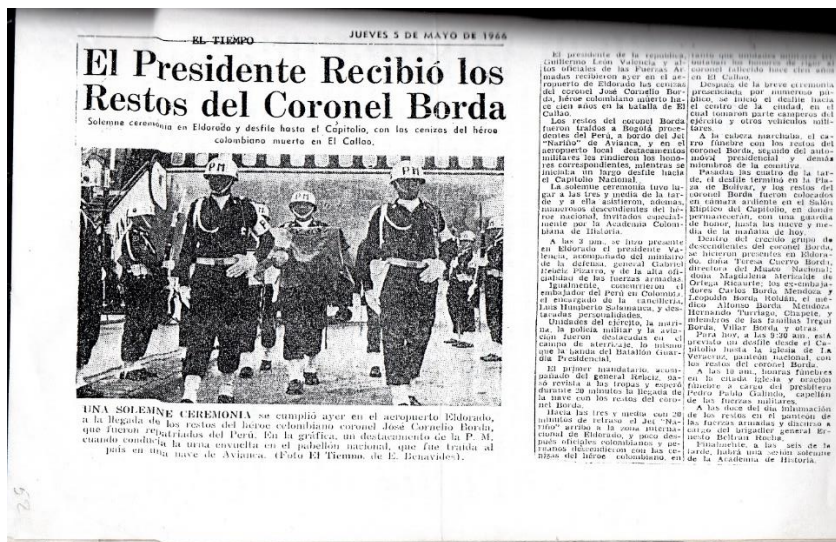 EL TIEMPO
JUEVES 5 DE MAYO DE 1966
El Presidente Recibió los
Restos del Coronel Borda
Solemne ceremonia en Eldorado y desfile hasta el Capitolio, con las cenizas del héroe
colombiano muerto en El Callao.
PM
PM
PM
UNA SOLEMNE CEREMONIA se cumplió ayer en el aeropuerto Eldorado,
a la llegada de los restos del héroe colombiano coronel José Cornelio Borda,
que fueron repatriados del Perú. En la gráfica, un destacamento de la P. M.
cuando conducía la urna envuelta en el pabellón nacional, que fue traída al
país en una nave de Avianca. (Foto El Tiempo, de E. Benavides).
El presidente de la república,
Guillermo León Valencia y al-
tos oficiales de las Fuerzas Ar-
madas recibieron ayer en el ae-
ropuerto de Eldorado las cenizas
del coronel José Cornelio Bor-
da, héroe colombiano muerto ha-
ce cien años en la batalla de El
Callao.
Los restos del coronel Borda
fueron traídos a Bogotá proce-
dentes del Perú, a bordo del Jet
"Nariño" de Avianca, y en el
aeropuerto local destacamentos
militares les rindieron los hono-
res correspondientes, mientras se
iniciaba un largo desfile hacia
el Capitolio Nacional.
La solemne ceremonia tuvo lu-
gar a las tres y media de la tar-
de y a ella asistieron, además,
numerosos descendientes del hé-
roe nacional, invitados especial-
mente por la Academia Colom-
biana de Historia.
A las 3 pm., se hizo presente
en Eldorado el presidente Va-
lencia, acompañado del ministro
de la defensa, general Gabriel
Rebéiz Pizarro, y de la alta ofi-
cialidad de las fuerzas armadas.
Igualmente, concurrieron el
embajador del Perú en Colombia,
el encargado de la cancillería,
Luis Humberto Salamanca, y des-
tacadas personalidades.
Unidades del ejército, la mari-
na, la policía militar y la avia-
ción fueron destacadas en el
campo de aterrizaje, lo mismo
que la banda del Batallón Guar-
dia Presidencial.
El primer mandatario, acom-
pañado del general Rebéiz, pa-
só revista a las tropas y esperó
durante 20 minutos la llegada de
la nave con los restos del coro-
nel Borda.
Hacia las tres y media con 20
minutos de retraso el Jet "Na-
riño" arribó a la zona interna-
cional de Eldorado, y poco des-
pués oficiales colombianos y pe-
ruanos descendieron con las ce-
nizas del héroe colombiano, en
tanto que unidades militares
coronel fallecido hace cien años
en El Callao.
Después de la breve ceremonia
presenciada por numeroso pú-
blico, se inició el desfile hacia
el centro de la ciudad, en el
cual tomaron parte camperos del
ejército y otros vehículos mili-
tares.
A la cabeza marchaba, el ca-
rro fúnebre con los restos del
coronel Borda, seguido del auto-
móvil presidencial y demás
miembros de la comitiva.
Pasadas las cuatro de la tar-
de, el desfile terminó en la Pla-
za de Bolívar, y los restos del
coronel Borda fueron colocados
en cámara ardiente en el Salón
Elíptico del Capitolio, en donde
permanecerán, con una guardia
de honor, hasta las nueve y me-
dia de la mañana de hoy.
Dentro del crecido grupo de
descendientes del coronel Borda,
se hicieron presentes en Eldora-
do, doña Teresa Cuervo Borda,
directora del Museo Nacional;
doña Magdalena Merizalde de
Ortega Ricaurte; los ex-embaja-
dores Carlos Borda Mendoza y
Leopoldo Borda Roldán, el mé-
dico Alfonso Borda Mendoza
Hernando Turriago, Chapete, y
miembros de las familias Iregui
Borda, Villar Borda y otras.
Para hoy, a las 9:30 am., está
previsto un desfile desde el Ca-
pitolio hasta la iglesia de La
Veracruz, panteón nacional, con
los restos del coronel Borda.
A las 10 am., honras fúnebres
en la citada iglesia y oración
fúnebre a cargo del presbítero
Pedro Pablo Galindo, capellán
de las fuerzas militares.
A las doce del día inhumación
de los restos en el panteón de
las fuerzas armadas y discurso a
cargo del brigadier general Er-
nesto Beltrán Rocha.
Finalmente, a las seis de la
tarde, habrá una sesión solemne
de la Academia de Historia.